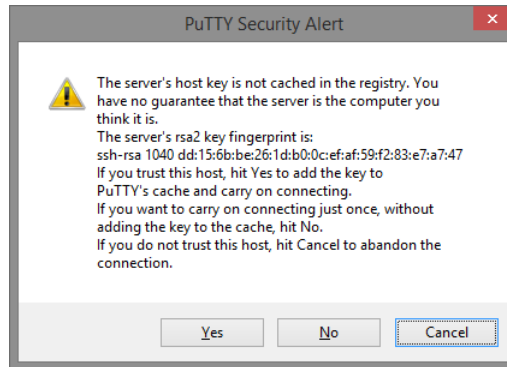 PuTTY Security Alert
The server's host key is not cached in the registry. You
have no guarantee that the server is the computer you
think it is.
The server's rsa2 key fingerprint is:
ssh-rsa 1040 dd:15:6b:be:26:1d:b0:0c:ef:af:59:f2:83:e7:a7:47
If you trust this host, hit Yes to add the key to
PuTTY's cache and carry on connecting.
If you want to carry on connecting just once, without
adding the key to the cache, hit No.
If you do not trust this host, hit Cancel to abandon the
connection.
Yes No Cancel